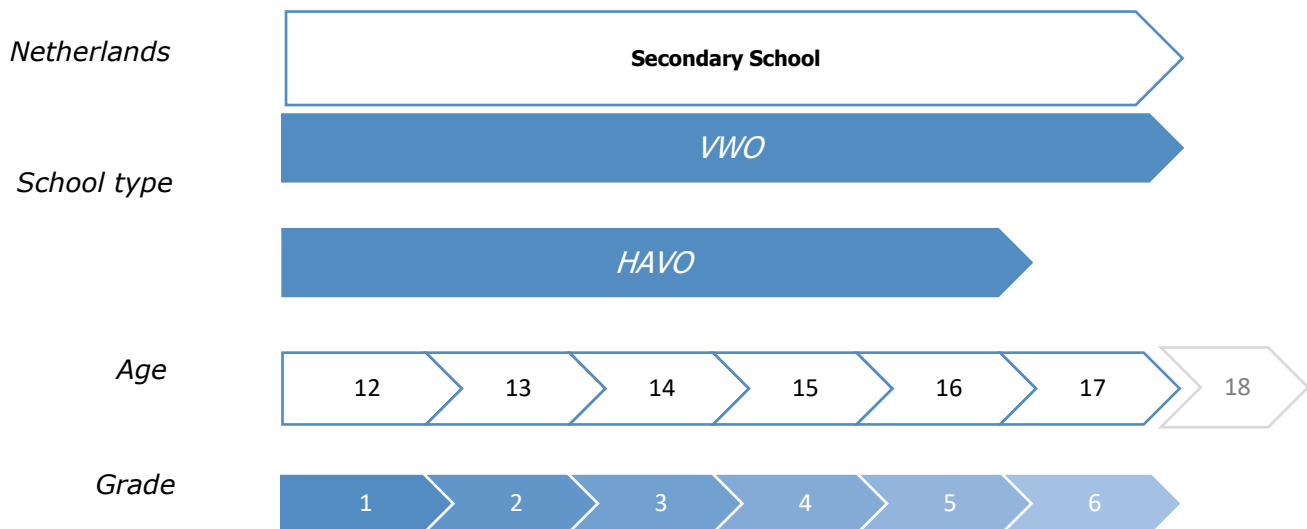 Netherlands
Secondary School
VWO
School type
HAVO
Age
12 13 14 15 16 17 18
Grade
1 2 3 4 5 6